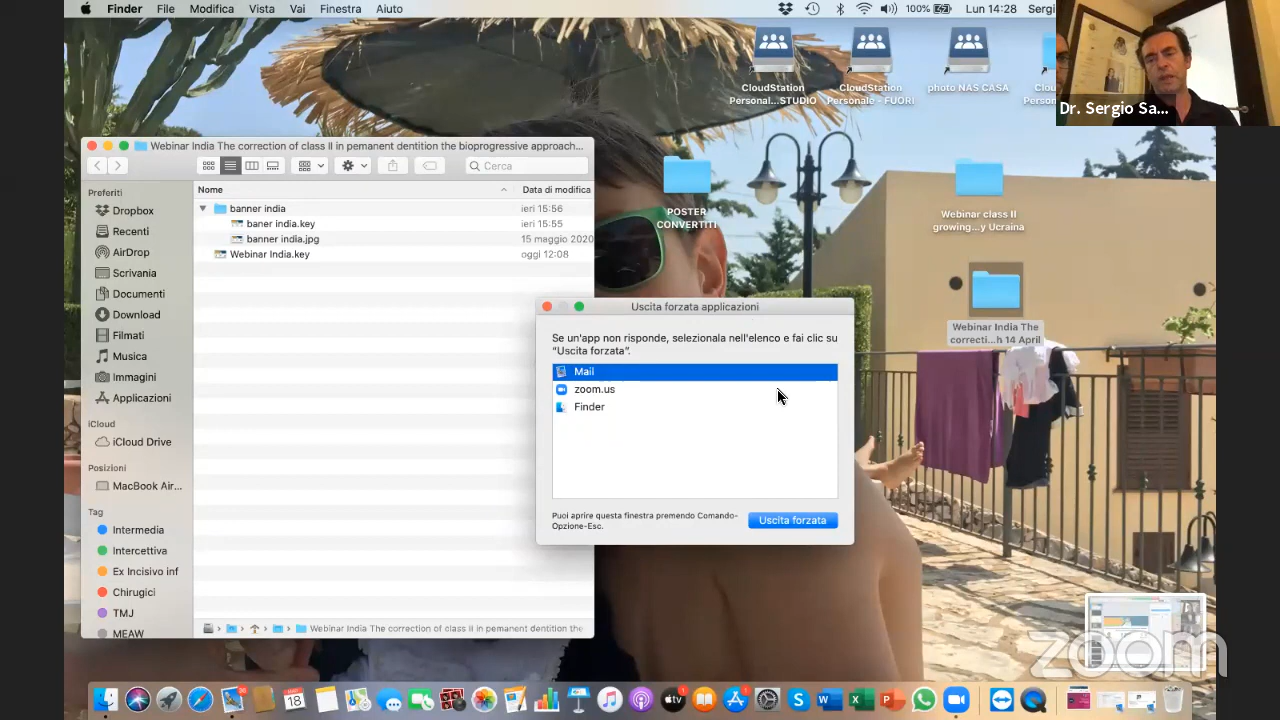 Finder File Modifica Vista Vai Finestra Aiuto 100% Lun 14:28 Sergi
Dr. Sergio Sa...
CloudStation
Personal...STUDIO
CloudStation
Personale - FUORI
photo NAS CASA
Clou
Person
Webinar India The correction of class II in pemanent dentition the bioprogressive approach...
Cerca
Preferiti
Dropbox
Recenti
AirDrop
Scrivania
Documenti
Download
Filmati
Musica
Immagini
Applicazioni
iCloud
iCloud Drive
Posizioni
MacBook Air...
Tag
Intermedia
Intercettiva
Ex Incisivo inf
Chirugici
TMJ
MEAW
Nome Data di modifica
banner india ieri 15:56
baner india.key ieri 15:55
banner india.jpg 15 maggio 2020
Webinar India.key oggi 12:08
Webinar India The correction of class II in pemanent dentition the
POSTER
CONVERTITI
Webinar class II
growing...y Ucraina
Webinar India The
correcti...h 14 April
Uscita forzata applicazioni
Se un'app non risponde, selezionala nell'elenco e fai clic su
“Uscita forzata”.
Mail
zoom.us
Finder
Puoi aprire questa finestra premendo Comando-
Opzione-Esc.
Uscita forzata
zoom
18
tv